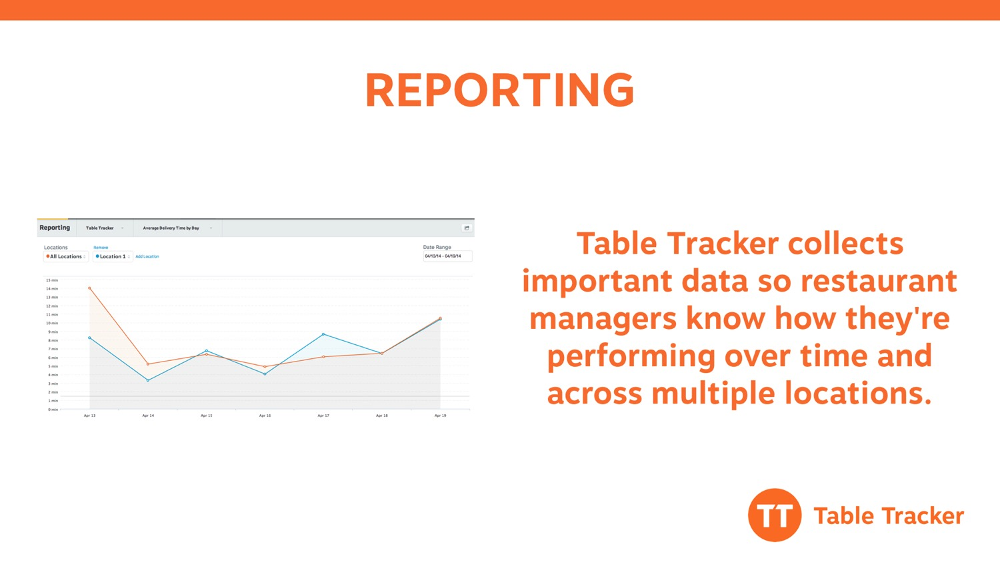 REPORTING
Reporting Table Tracker Average Delivery Time by Day
Locations Remove Date Range
All Locations Location 1 Add Location 04/13/14 - 04/19/14
15 min
14 min
13 min
12 min
11 min
10 min
9 min
8 min
7 min
6 min
5 min
4 min
3 min
2 min
1 min
0 min
Apr 13 Apr 14 Apr 15 Apr 16 Apr 17 Apr 18 Apr 19
Table Tracker collects
important data so restaurant
managers know how they're
performing over time and
across multiple locations.
TT Table Tracker